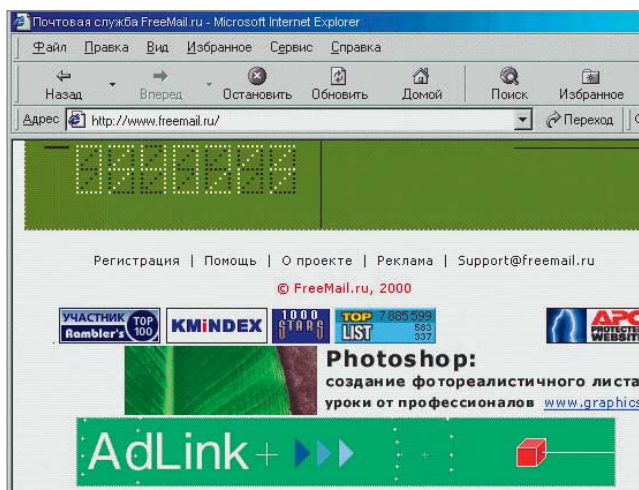 Почтовая служба FreeMail.ru - Microsoft Internet Explorer
Файл Правка Вид Избранное Сервис Справка
Назад Вперед Остановить Обновить Домой Поиск Избранное
Адрес http://www.freemail.ru/ Переход
Регистрация | Помощь | О проекте | Реклама | Support@freemail.ru
© FreeMail.ru, 2000
УЧАСТНИК Rambler's TOP 100
KMiNDEX
1000 STARS
TOP LIST 7 885 599 583 337
APC PROTECTED WEBSITE
Photoshop:
создание фотореалистичного листа
уроки от профессионалов www.graphics
AdLink+